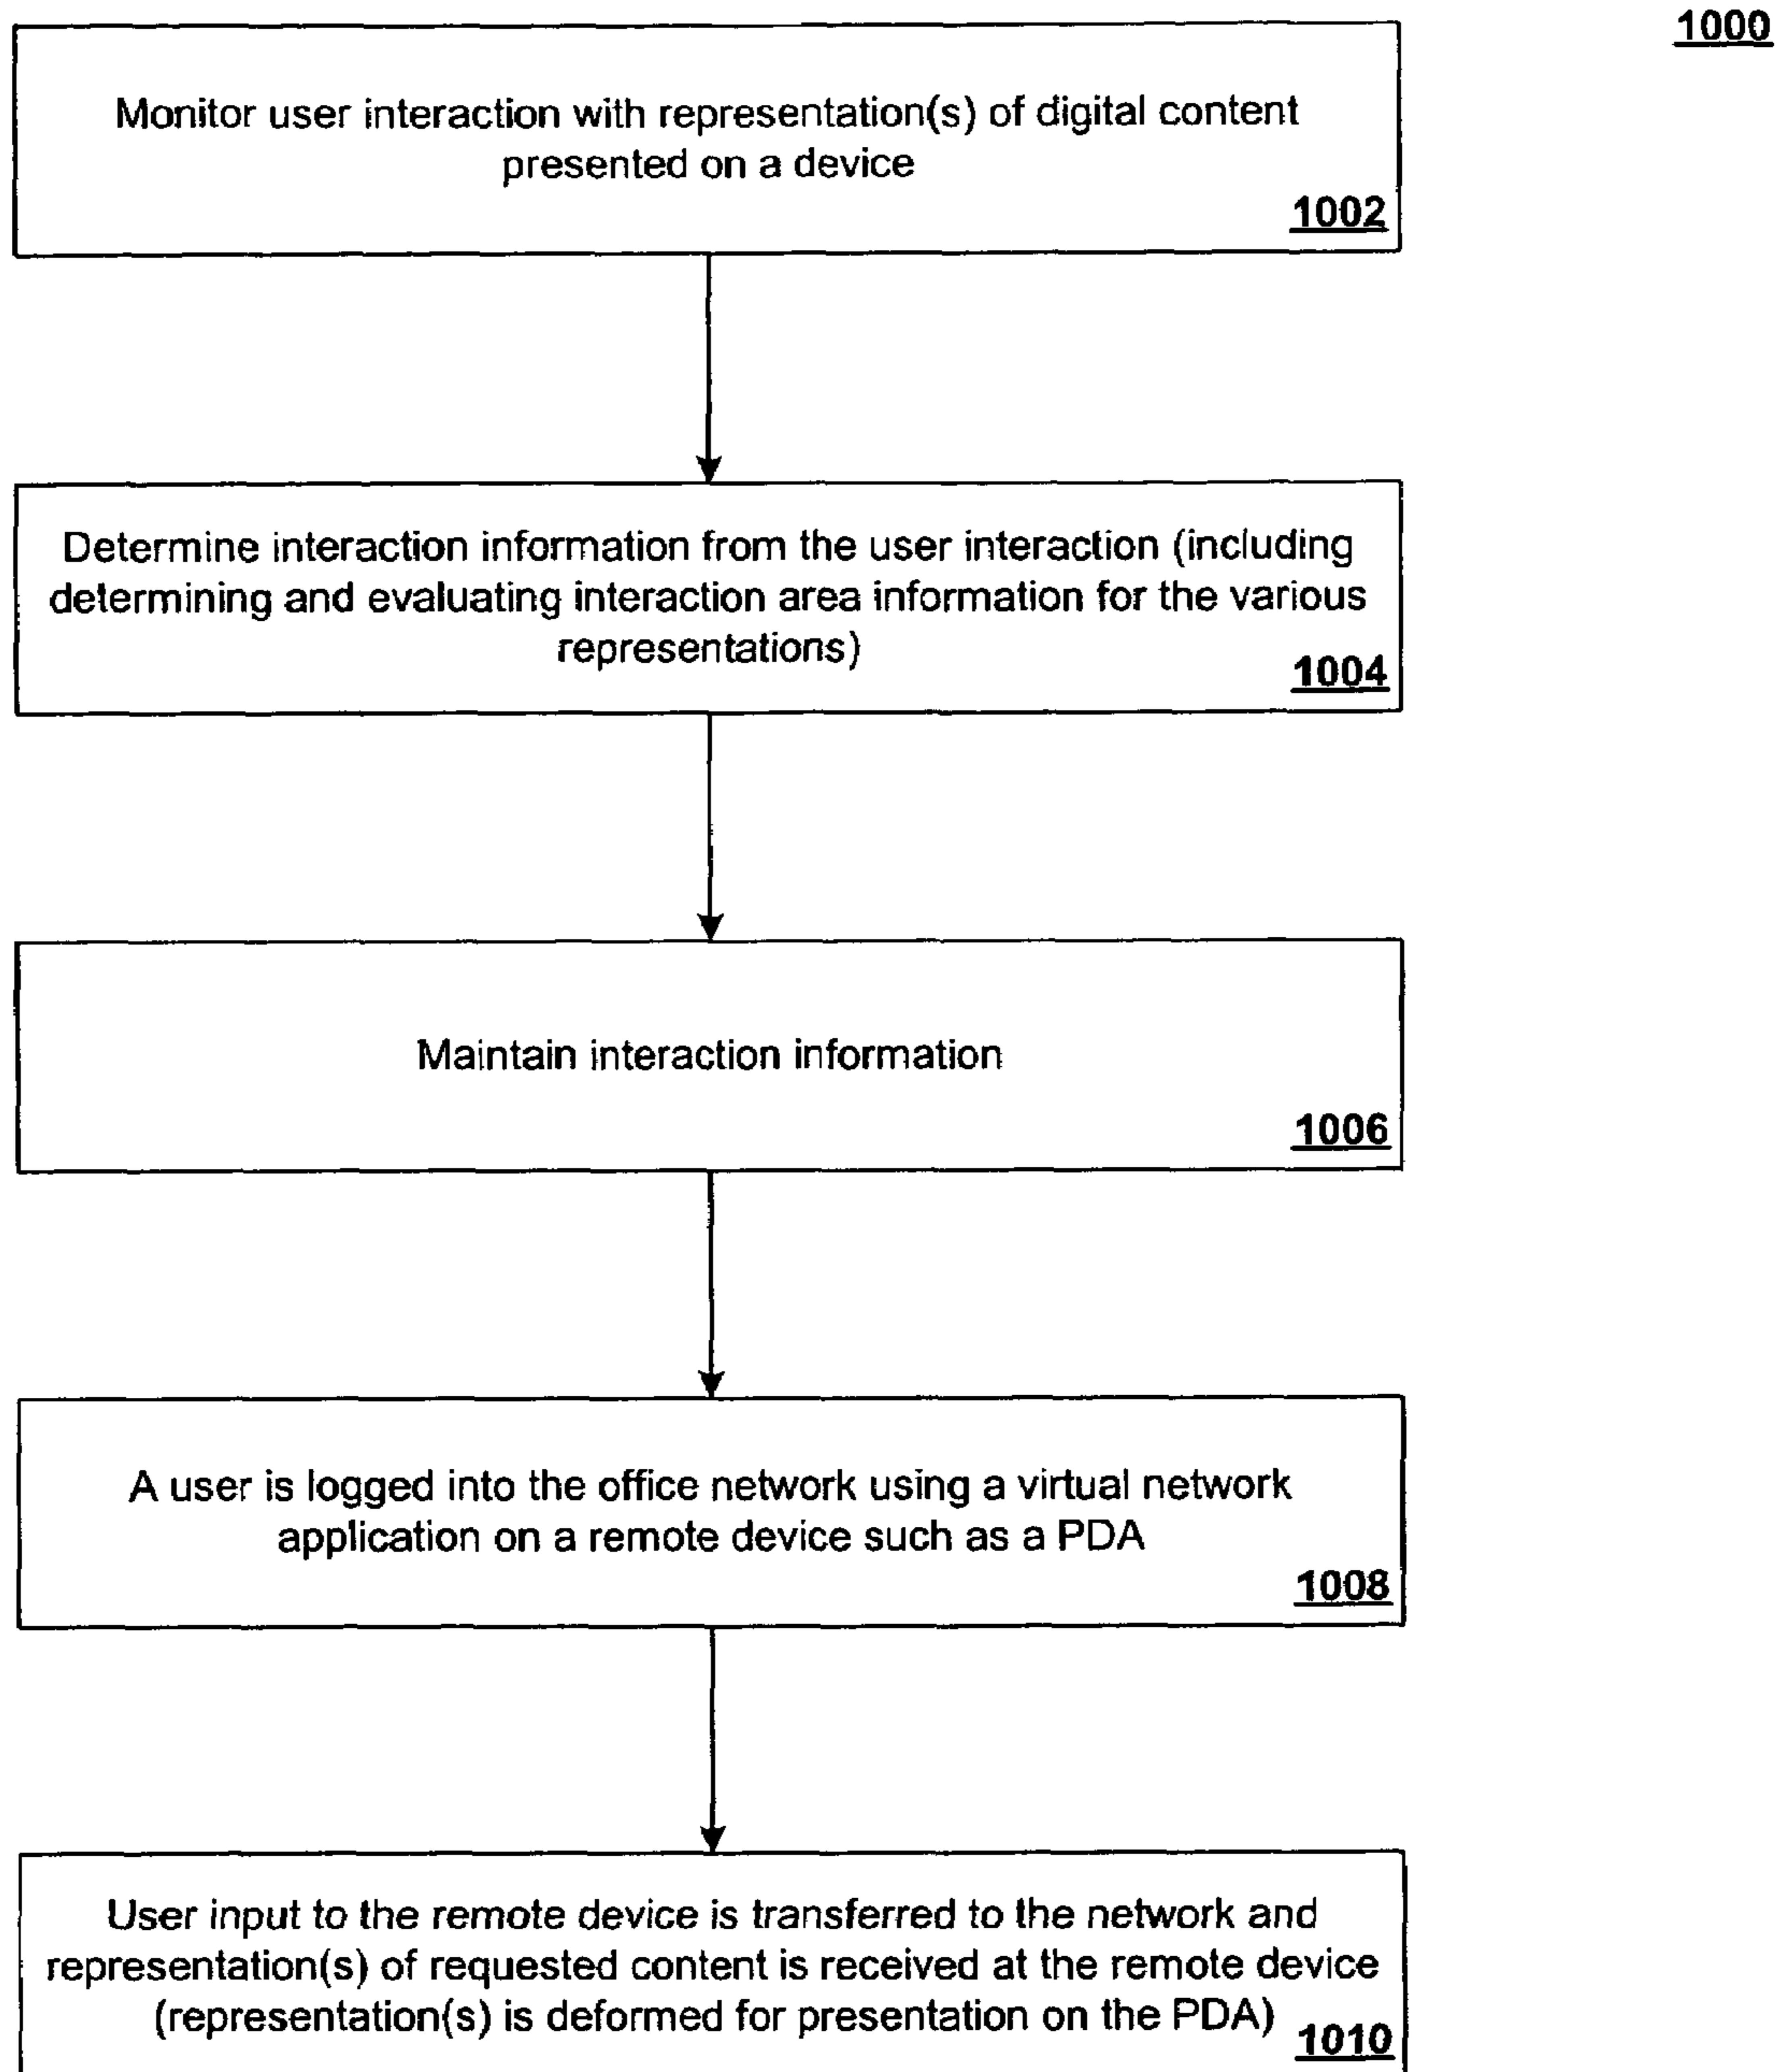 1000
Monitor user interaction with representation(s) of digital content
presented on a device
1002
Determine interaction information from the user interaction (including
determining and evaluating interaction area information for the various
representations)
1004
Maintain interaction information
1006
A user is logged into the office network using a virtual network
application on a remote device such as a PDA
1008
User input to the remote device is transferred to the network and
representation(s) of requested content is received at the remote device
(representation(s) is deformed for presentation on the PDA)
1010